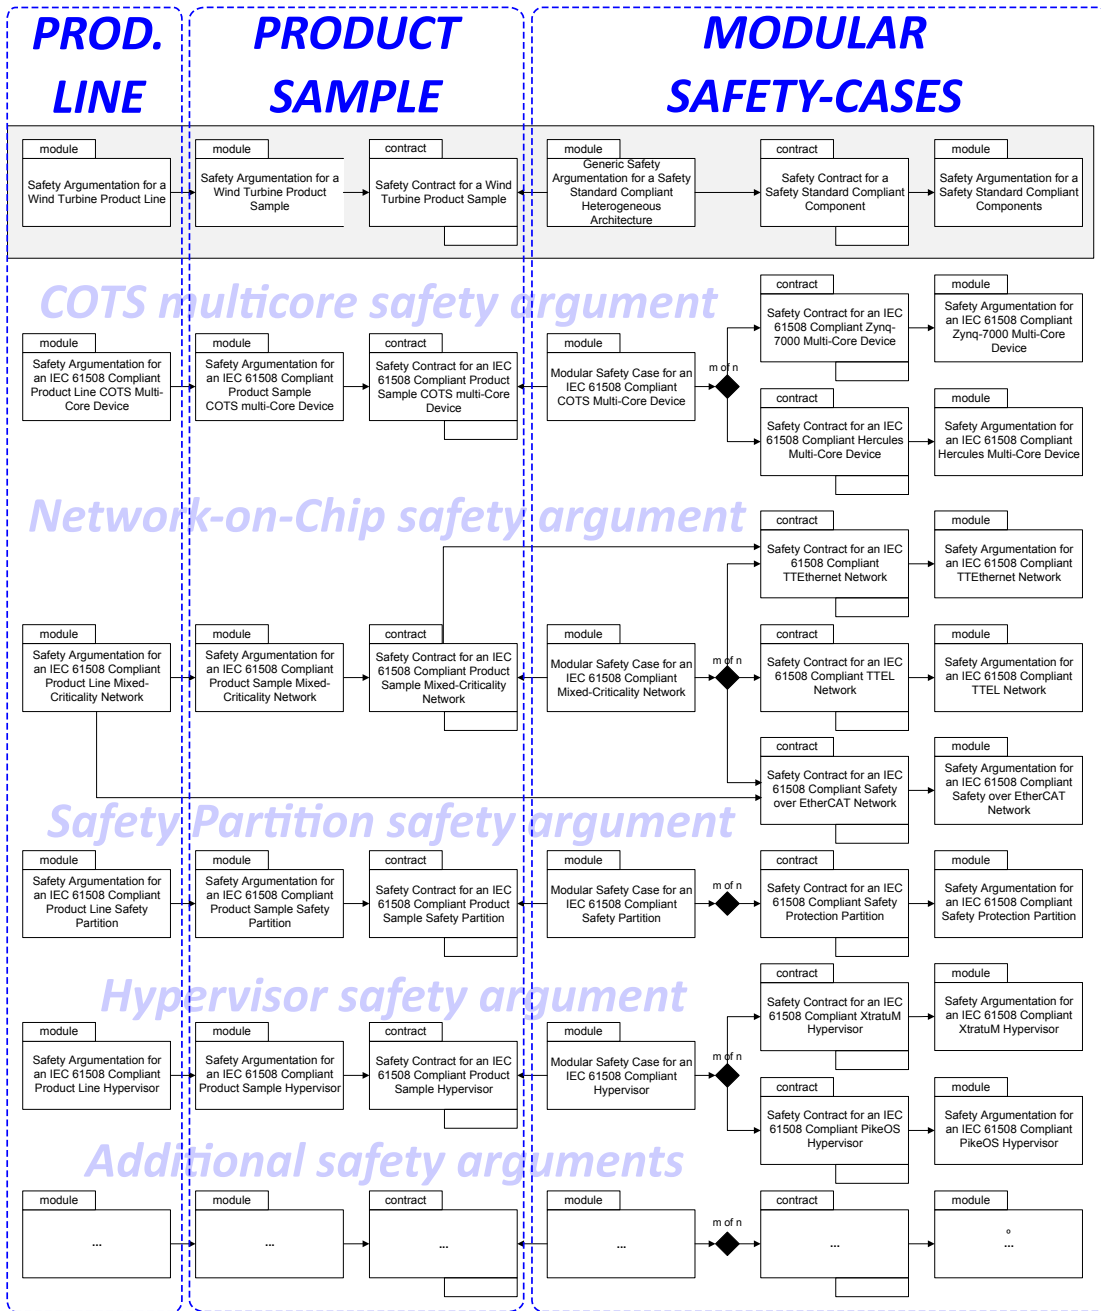 PROD.
LINE
PRODUCT
SAMPLE
MODULAR
SAFETY-CASES
module
Safety Argumentation for a
Wind Turbine Product Line
module
Safety Argumentation for a
Wind Turbine Product
Sample
contract
Safety Contract for a Wind
Turbine Product Sample
module
Generic Safety
Argumentation for a Safety
Standard Compliant
Heterogeneous
Architecture
contract
Safety Contract for a
Safety Standard Compliant
Component
module
Safety Argumentation for a
Safety Standard Compliant
Components
COTS multicore safety argument
module
Safety Argumentation for
an IEC 61508 Compliant
Product Line COTS Multi-
Core Device
module
Safety Argumentation for
an IEC 61508 Compliant
Product Sample
COTS multi-Core Device
contract
Safety Contract for an IEC
61508 Compliant Product
Sample COTS multi-Core
Device
module
Modular Safety Case for an
IEC 61508 Compliant
COTS Multi-Core Device
m of n
contract
Safety Contract for an IEC
61508 Compliant Zynq-
7000 Multi-Core Device
module
Safety Argumentation for
an IEC 61508 Compliant
Zynq-7000 Multi-Core
Device
contract
Safety Contract for an IEC
61508 Compliant Hercules
Multi-Core Device
module
Safety Argumentation for
an IEC 61508 Compliant
Hercules Multi-Core Device
Network-on-Chip safety argument
module
Safety Argumentation for
an IEC 61508 Compliant
Product Line Mixed-
Criticality Network
module
Safety Argumentation for
an IEC 61508 Compliant
Product Sample Mixed-
Criticality Network
contract
Safety Contract for an IEC
61508 Compliant Product
Sample Mixed-Criticality
Network
module
Modular Safety Case for an
IEC 61508 Compliant
Mixed-Criticality Network
m of n
contract
Safety Contract for an IEC
61508 Compliant
TTEthernet Network
module
Safety Argumentation for
an IEC 61508 Compliant
TTEthernet Network
contract
Safety Contract for an IEC
61508 Compliant TTEL
Network
module
Safety Argumentation for
an IEC 61508 Compliant
TTEL Network
contract
Safety Contract for an IEC
61508 Compliant Safety
over EtherCAT Network
module
Safety Argumentation for
an IEC 61508 Compliant
Safety over EtherCAT
Network
Safety Partition safety argument
module
Safety Argumentation for
an IEC 61508 Compliant
Product Line Safety
Partition
module
Safety Argumentation for
an IEC 61508 Compliant
Product Sample Safety
Partition
contract
Safety Contract for an IEC
61508 Compliant Product
Sample Safety Partition
module
Modular Safety Case for an
IEC 61508 Compliant
Safety Partition
m of n
contract
Safety Contract for an IEC
61508 Compliant Safety
Protection Partition
module
Safety Argumentation for
an IEC 61508 Compliant
Safety Protection Partition
Hypervisor safety argument
module
Safety Argumentation for
an IEC 61508 Compliant
Product Line Hypervisor
module
Safety Argumentation for
an IEC 61508 Compliant
Product Sample Hypervisor
contract
Safety Contract for an IEC
61508 Compliant Product
Sample Hypervisor
module
Modular Safety Case for an
IEC 61508 Compliant
Hypervisor
m of n
contract
Safety Contract for an IEC
61508 Compliant XtratuM
Hypervisor
module
Safety Argumentation for
an IEC 61508 Compliant
XtratuM Hypervisor
contract
Safety Contract for an IEC
61508 Compliant PikeOS
Hypervisor
module
Safety Argumentation for
an IEC 61508 Compliant
PikeOS Hypervisor
Additional safety arguments
module
...
module
...
contract
...
module
...
m of n
contract
...
module
º
...